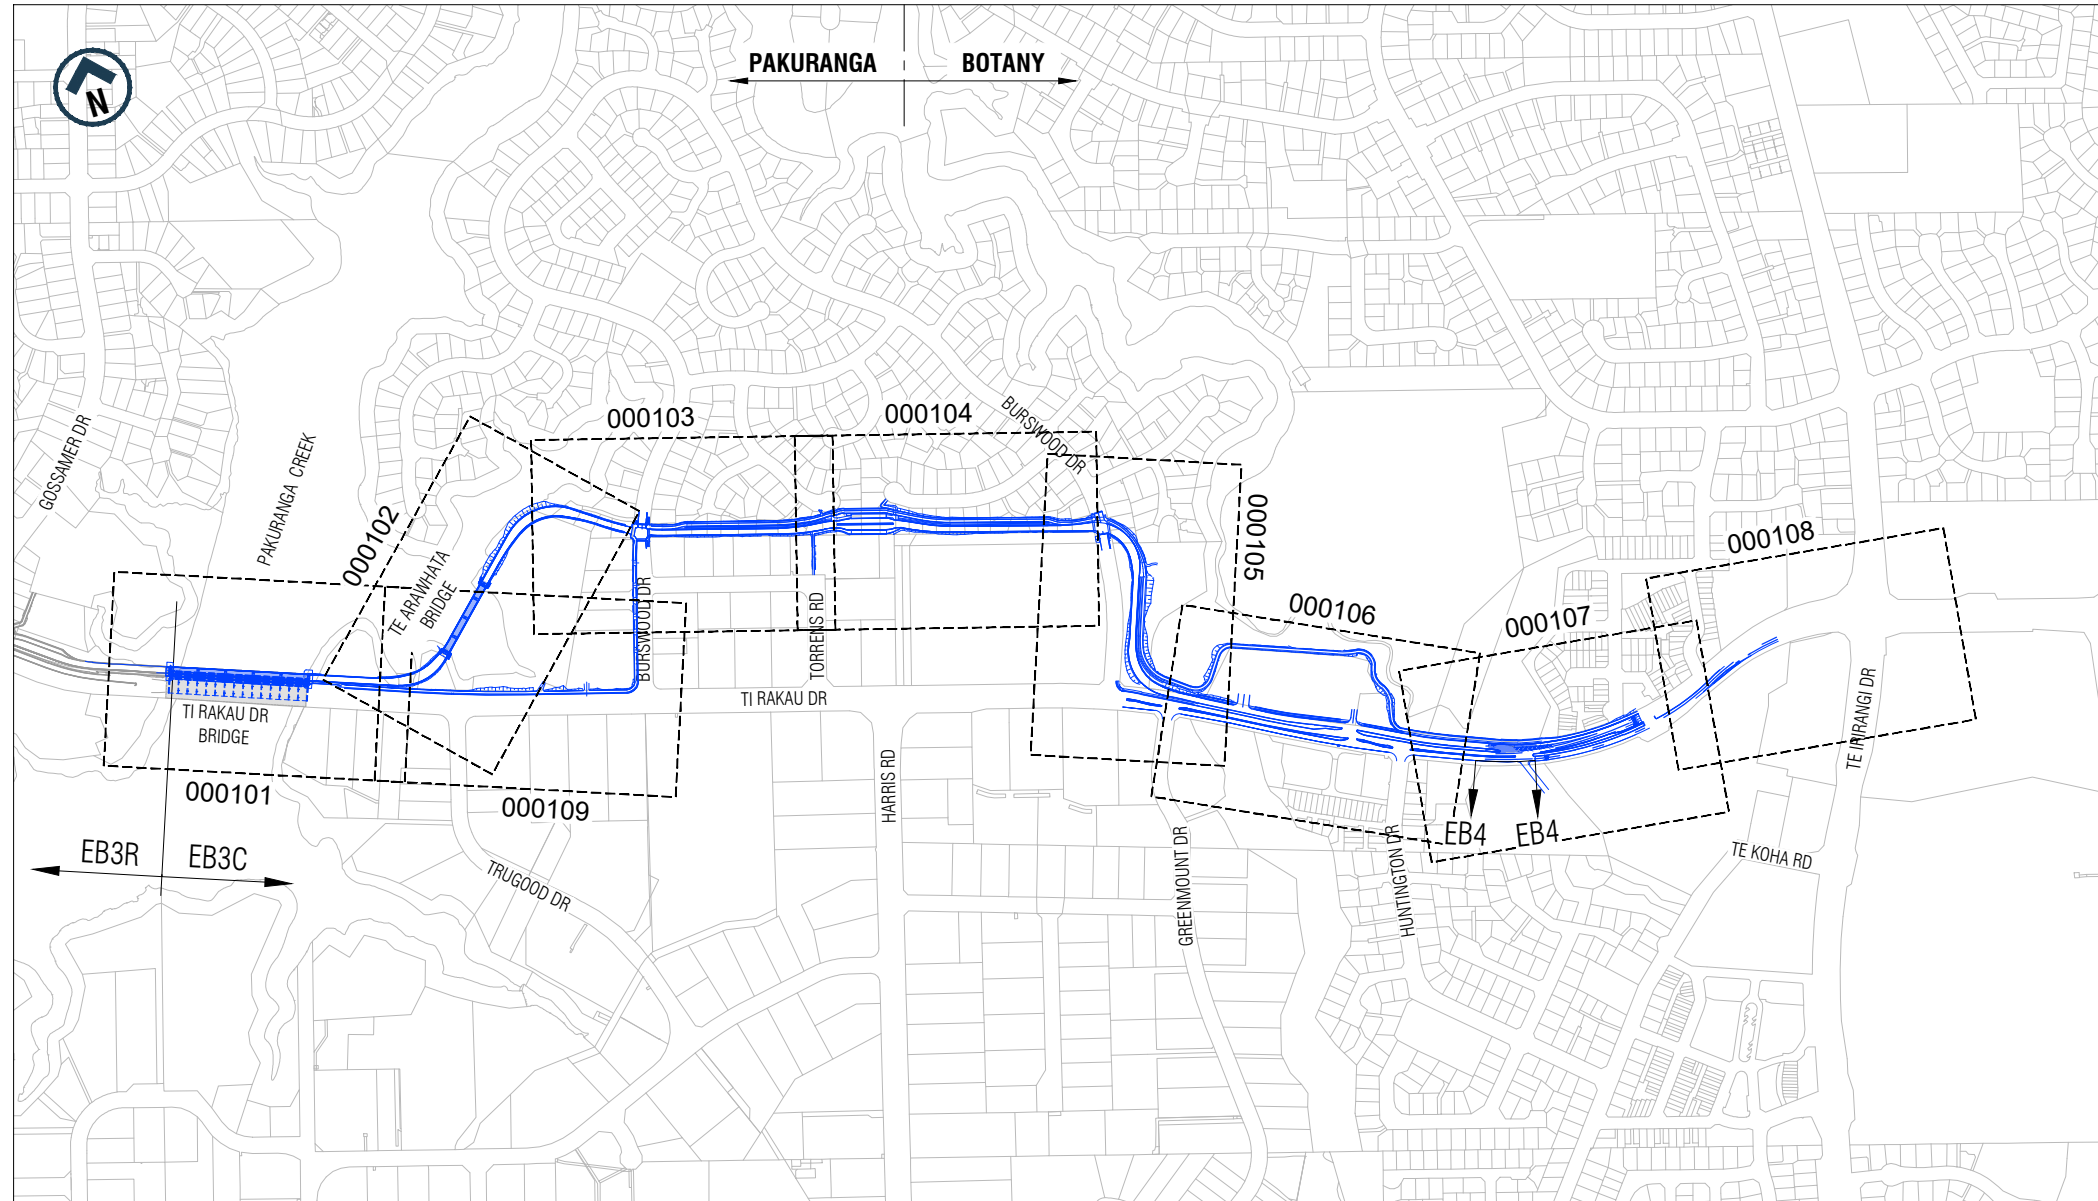 PAKURANGA
BOTANY
N
000103
000104
BURSWOOD DR
GOSSAMER DR
PAKURANGA CREEK
000102
TE ARAWHATA
BRIDGE
000105
000108
BURSWOOD DR
TORRENS RD
000106
000107
TI RAKAU DR
TI RAKAU DR
BRIDGE
TE IRIRANGI DR
HARRIS RD
000101
000109
EB4
EB4
EB3R
EB3C
TRUGOOD DR
GREENMOUNT DR
HUNTINGTON DR
TE KOHA RD